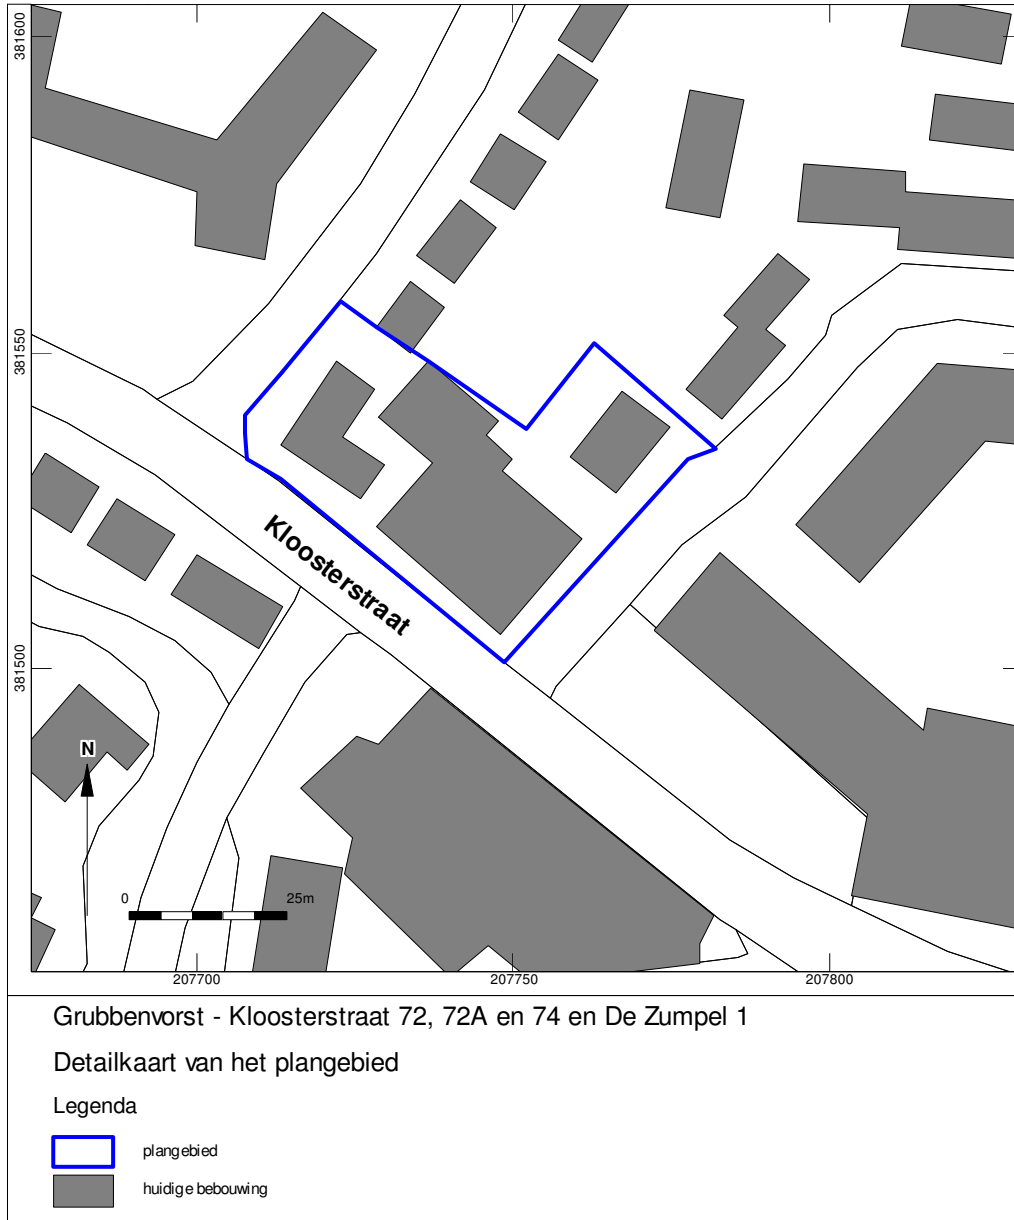 381600
381550
381500
Kloosterstraat
N
0 25m
207700 207750 207800
Grubbenvorst - Kloosterstraat 72, 72A en 74 en De Zumpel 1
Detailkaart van het plangebied
Legenda
plangebied
huidige bebouwing